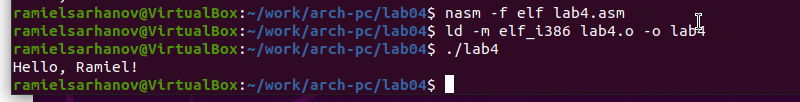 ramielsarhanov@VirtualBox:~/work/arch-pc/lab04$ nasm -f elf lab4.asm
ramielsarhanov@VirtualBox:~/work/arch-pc/lab04$ ld -m elf_i386 lab4.o -o lab4
ramielsarhanov@VirtualBox:~/work/arch-pc/lab04$ ./lab4
Hello, Ramiel!
ramielsarhanov@VirtualBox:~/work/arch-pc/lab04$